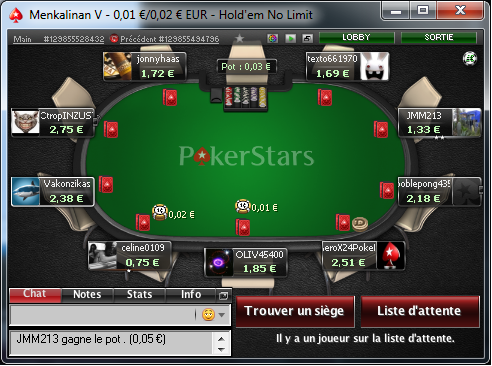 Menkalinan V - 0,01 €/0,02 € EUR - Hold'em No Limit
Main #129855528432 Précédent #129855494796
LOBBY
SORTIE
jonnyhaas
1,72 €
Pot : 0,03 €
texto661970
1,69 €
CtropINZUS
2,75 €
JMM213
1,33 €
PokerStars
Vakonzikas
2,38 €
noblepong435
2,18 €
0,02 €
0,01 €
celine0109
0,75 €
OLIV45400
1,85 €
neroX24Pokel
2,51 €
Chat Notes Stats Info
Trouver un siège
Liste d'attente
JMM213 gagne le pot . (0,05 €)
Il y a un joueur sur la liste d'attente.